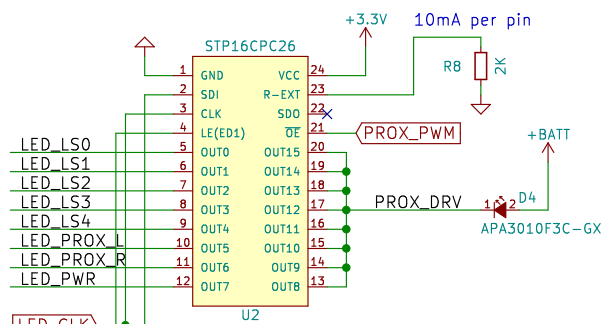 10mA per pin
+3.3V
STP16CPC26
R8
2K
1 GND VCC 24
2 SDI R-EXT 23
3 CLK SDO 22
4 LE(ED1) OE 21
PROX_PWM
+BATT
LED_LS0 5 OUT0 OUT15 20
LED_LS1 6 OUT1 OUT14 19
LED_LS2 7 OUT2 OUT13 18
LED_LS3 8 OUT3 OUT12 17 PROX_DRV 1 2 D4
LED_LS4 9 OUT4 OUT11 16 APA3010F3C-GX
LED_PROX_L 10 OUT5 OUT10 15
LED_PROX_R 11 OUT6 OUT9 14
LED_PWR 12 OUT7 OUT8 13
U2
LED_CLK